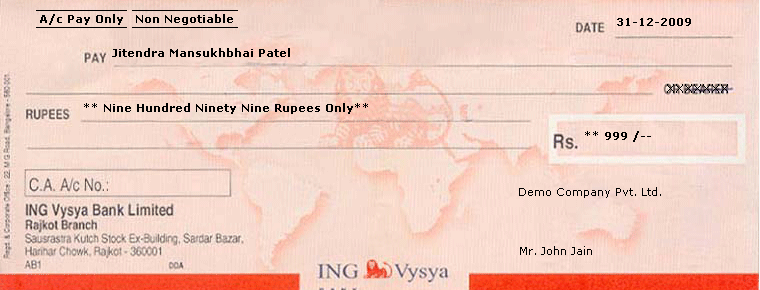 A/c Pay Only Non Negotiable
DATE 31-12-2009
PAY Jitendra Mansukhbhai Patel
OR BEARER
RUPEES ** Nine Hundred Ninety Nine Rupees Only**
Rs. ** 999 /--
C.A. A/c No.:
Demo Company Pvt. Ltd.
ING Vysya Bank Limited
Rajkot Branch
Sausrastra Kutch Stock Ex-Building, Sardar Bazar,
Harihar Chowk, Rajkot - 360001
Mr. John Jain
AB1 DOA
ING Vysya
Regd. & Corporate Office : 22, M G Road, Bangalore - 560 001.